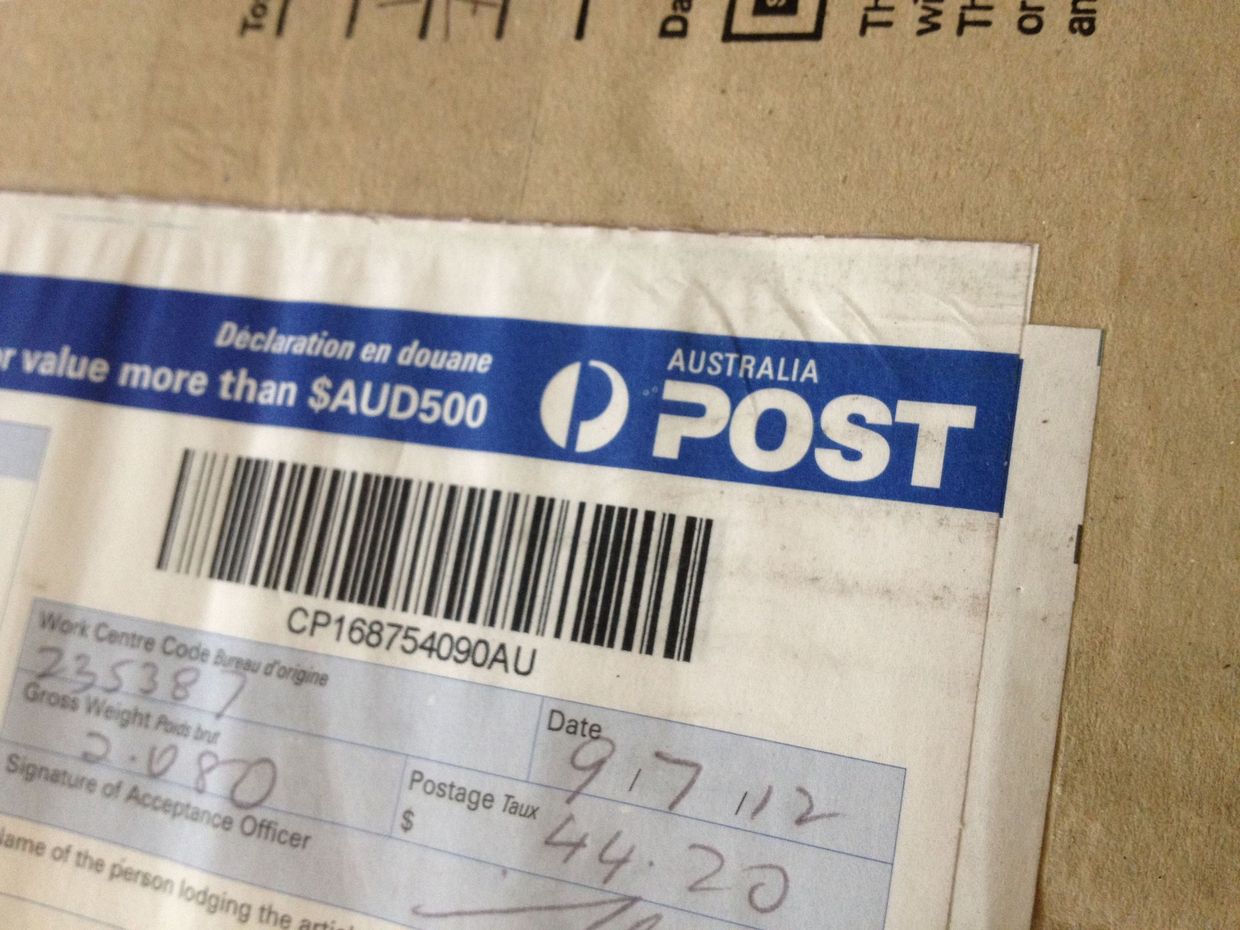 Déclaration en douane
value more than $AUD500
AUSTRALIA
POST
CP168754090AU
Work Centre Code Bureau d'origine
235387
Date
9/7/12
Gross Weight Poids brut
2.080
Postage Taux
$ 44.20
Signature of Acceptance Officer
of the person lodging the